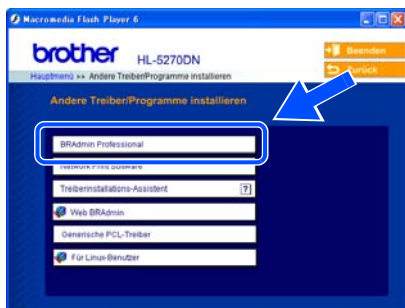 Macromedia Flash Player 6
brother HL-5270DN
Beenden
Zurück
Hauptmenü >> Andere Treiber/Programme installieren
Andere Treiber/Programme installieren
BRAdmin Professional
Network Print Software
Treiberinstallations-Assistent ?
Web BRAdmin
Generische PCL-Treiber
Für Linux-Benutzer